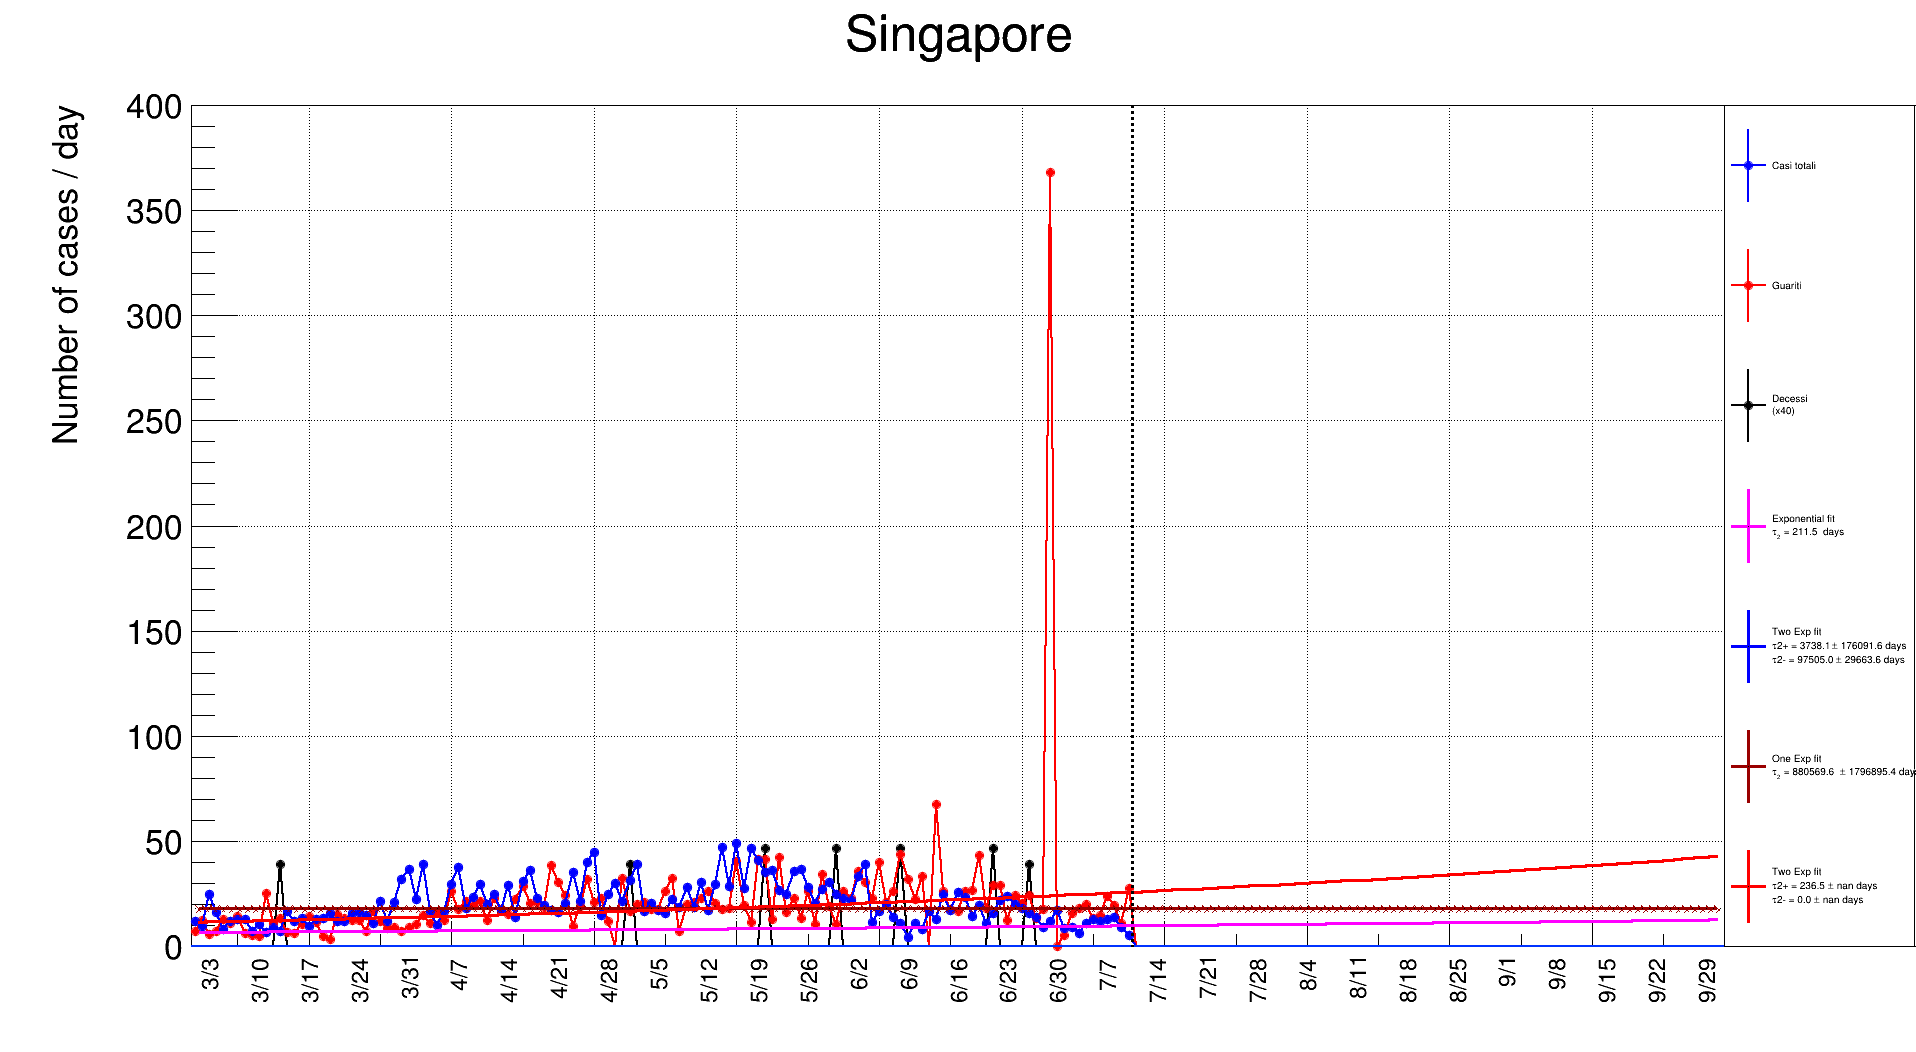 Singapore
Number of cases / day
400
350
300
250
200
150
100
50
0
3/3
3/10
3/17
3/24
3/31
4/7
4/14
4/21
4/28
5/5
5/12
5/19
5/26
6/2
6/9
6/16
6/23
6/30
7/7
7/14
7/21
7/28
8/4
8/11
8/18
8/25
9/1
9/8
9/15
9/22
9/29
Casi totali
Guariti
Decessi
(x40)
Exponential fit
τ₂ = 211.5 days
Two Exp fit
τ2+ = 3738.1 ± 176091.6 days
τ2- = 97505.0 ± 29663.6 days
One Exp fit
τ₂ = 880569.6 ± 1796895.4 day
Two Exp fit
τ2+ = 236.5 ± nan days
τ2- = 0.0 ± nan days